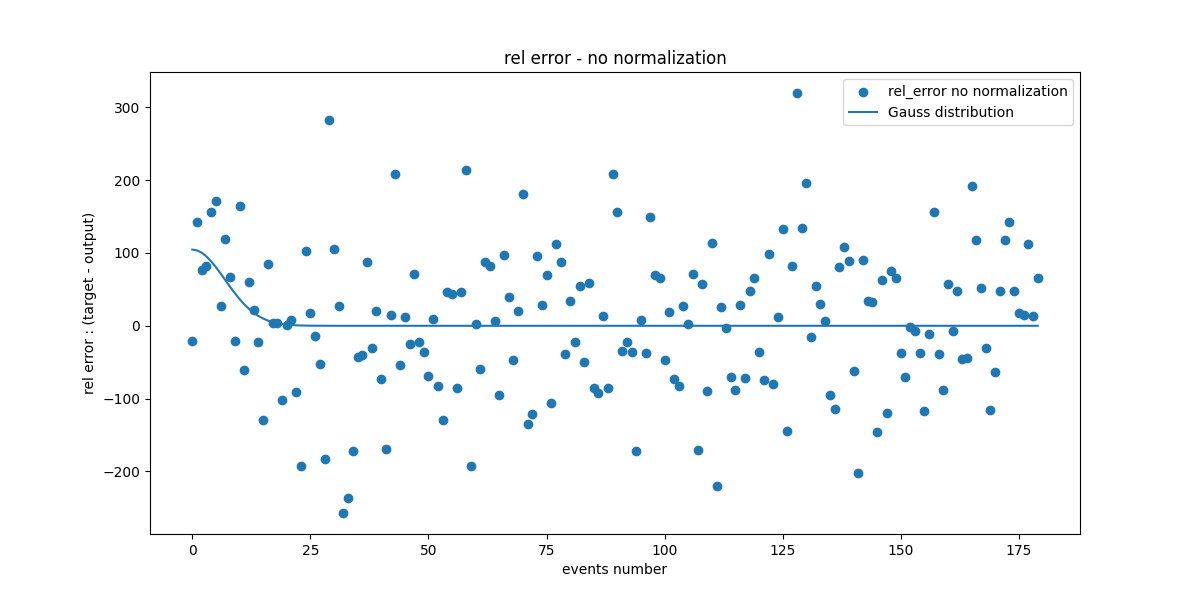 rel error - no normalization
rel_error no normalization
Gauss distribution
300
200
100
0
−100
−200
rel error : (target - output)
0 25 50 75 100 125 150 175
events number